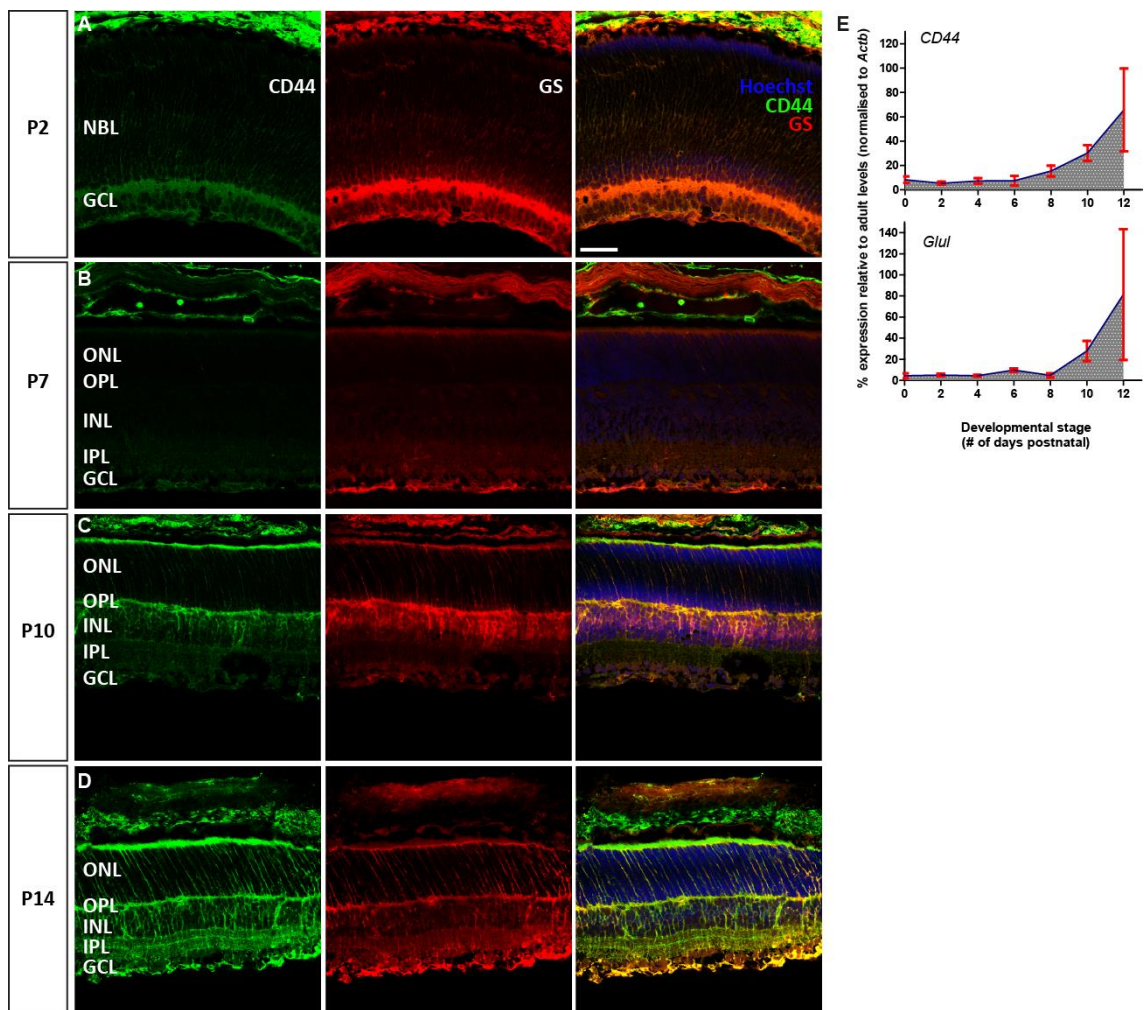 P2
A
CD44
NBL
GCL
GS
Hoechst
CD44
GS
P7
B
ONL
OPL
INL
IPL
GCL
P10
C
ONL
OPL
INL
IPL
GCL
P14
D
ONL
OPL
INL
IPL
GCL
E
% expression relative to adult levels (normalised to Actb)
CD44
120
100
80
60
40
20
0
0 2 4 6 8 10 12
Glul
140
120
100
80
60
40
20
0
0 2 4 6 8 10 12
Developmental stage
(# of days postnatal)